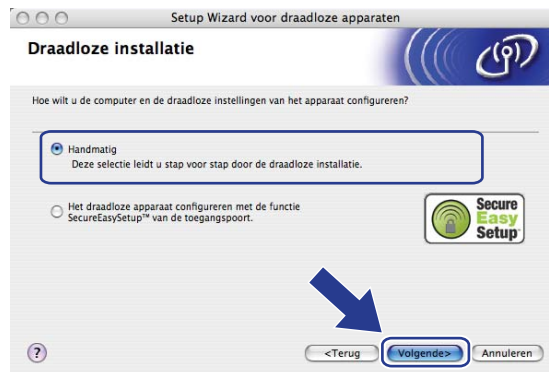 Setup Wizard voor draadloze apparaten
Draadloze installatie
Hoe wilt u de computer en de draadloze instellingen van het apparaat configureren?
Handmatig
Deze selectie leidt u stap voor stap door de draadloze installatie.
Het draadloze apparaat configureren met de functie
SecureEasySetup™ van de toegangspoort.
Secure
Easy
Setup
?
<Terug
Volgende>
Annuleren